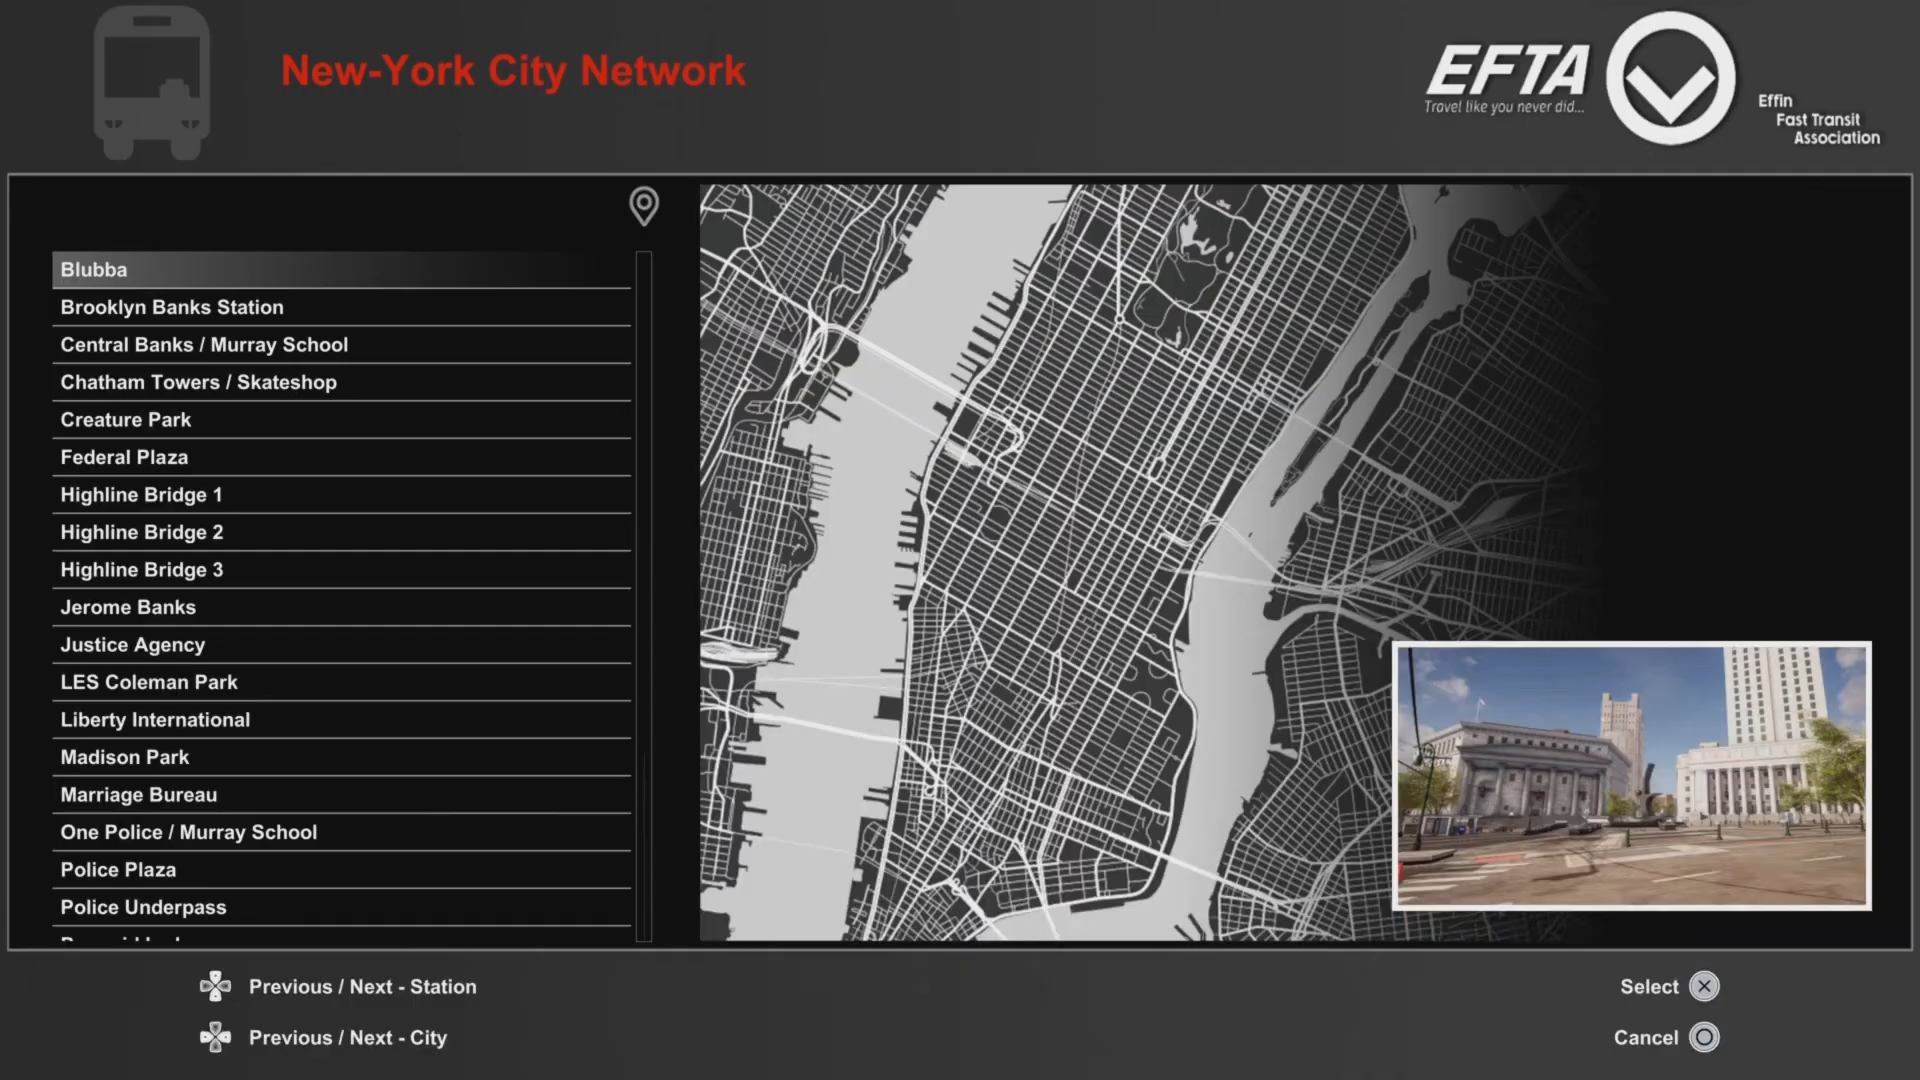 New-York City Network
EFTA
Travel like you never did...
Effin
Fast Transit
Association
Blubba
Brooklyn Banks Station
Central Banks / Murray School
Chatham Towers / Skateshop
Creature Park
Federal Plaza
Highline Bridge 1
Highline Bridge 2
Highline Bridge 3
Jerome Banks
Justice Agency
LES Coleman Park
Liberty International
Madison Park
Marriage Bureau
One Police / Murray School
Police Plaza
Police Underpass
Previous / Next - Station
Select
Previous / Next - City
Cancel